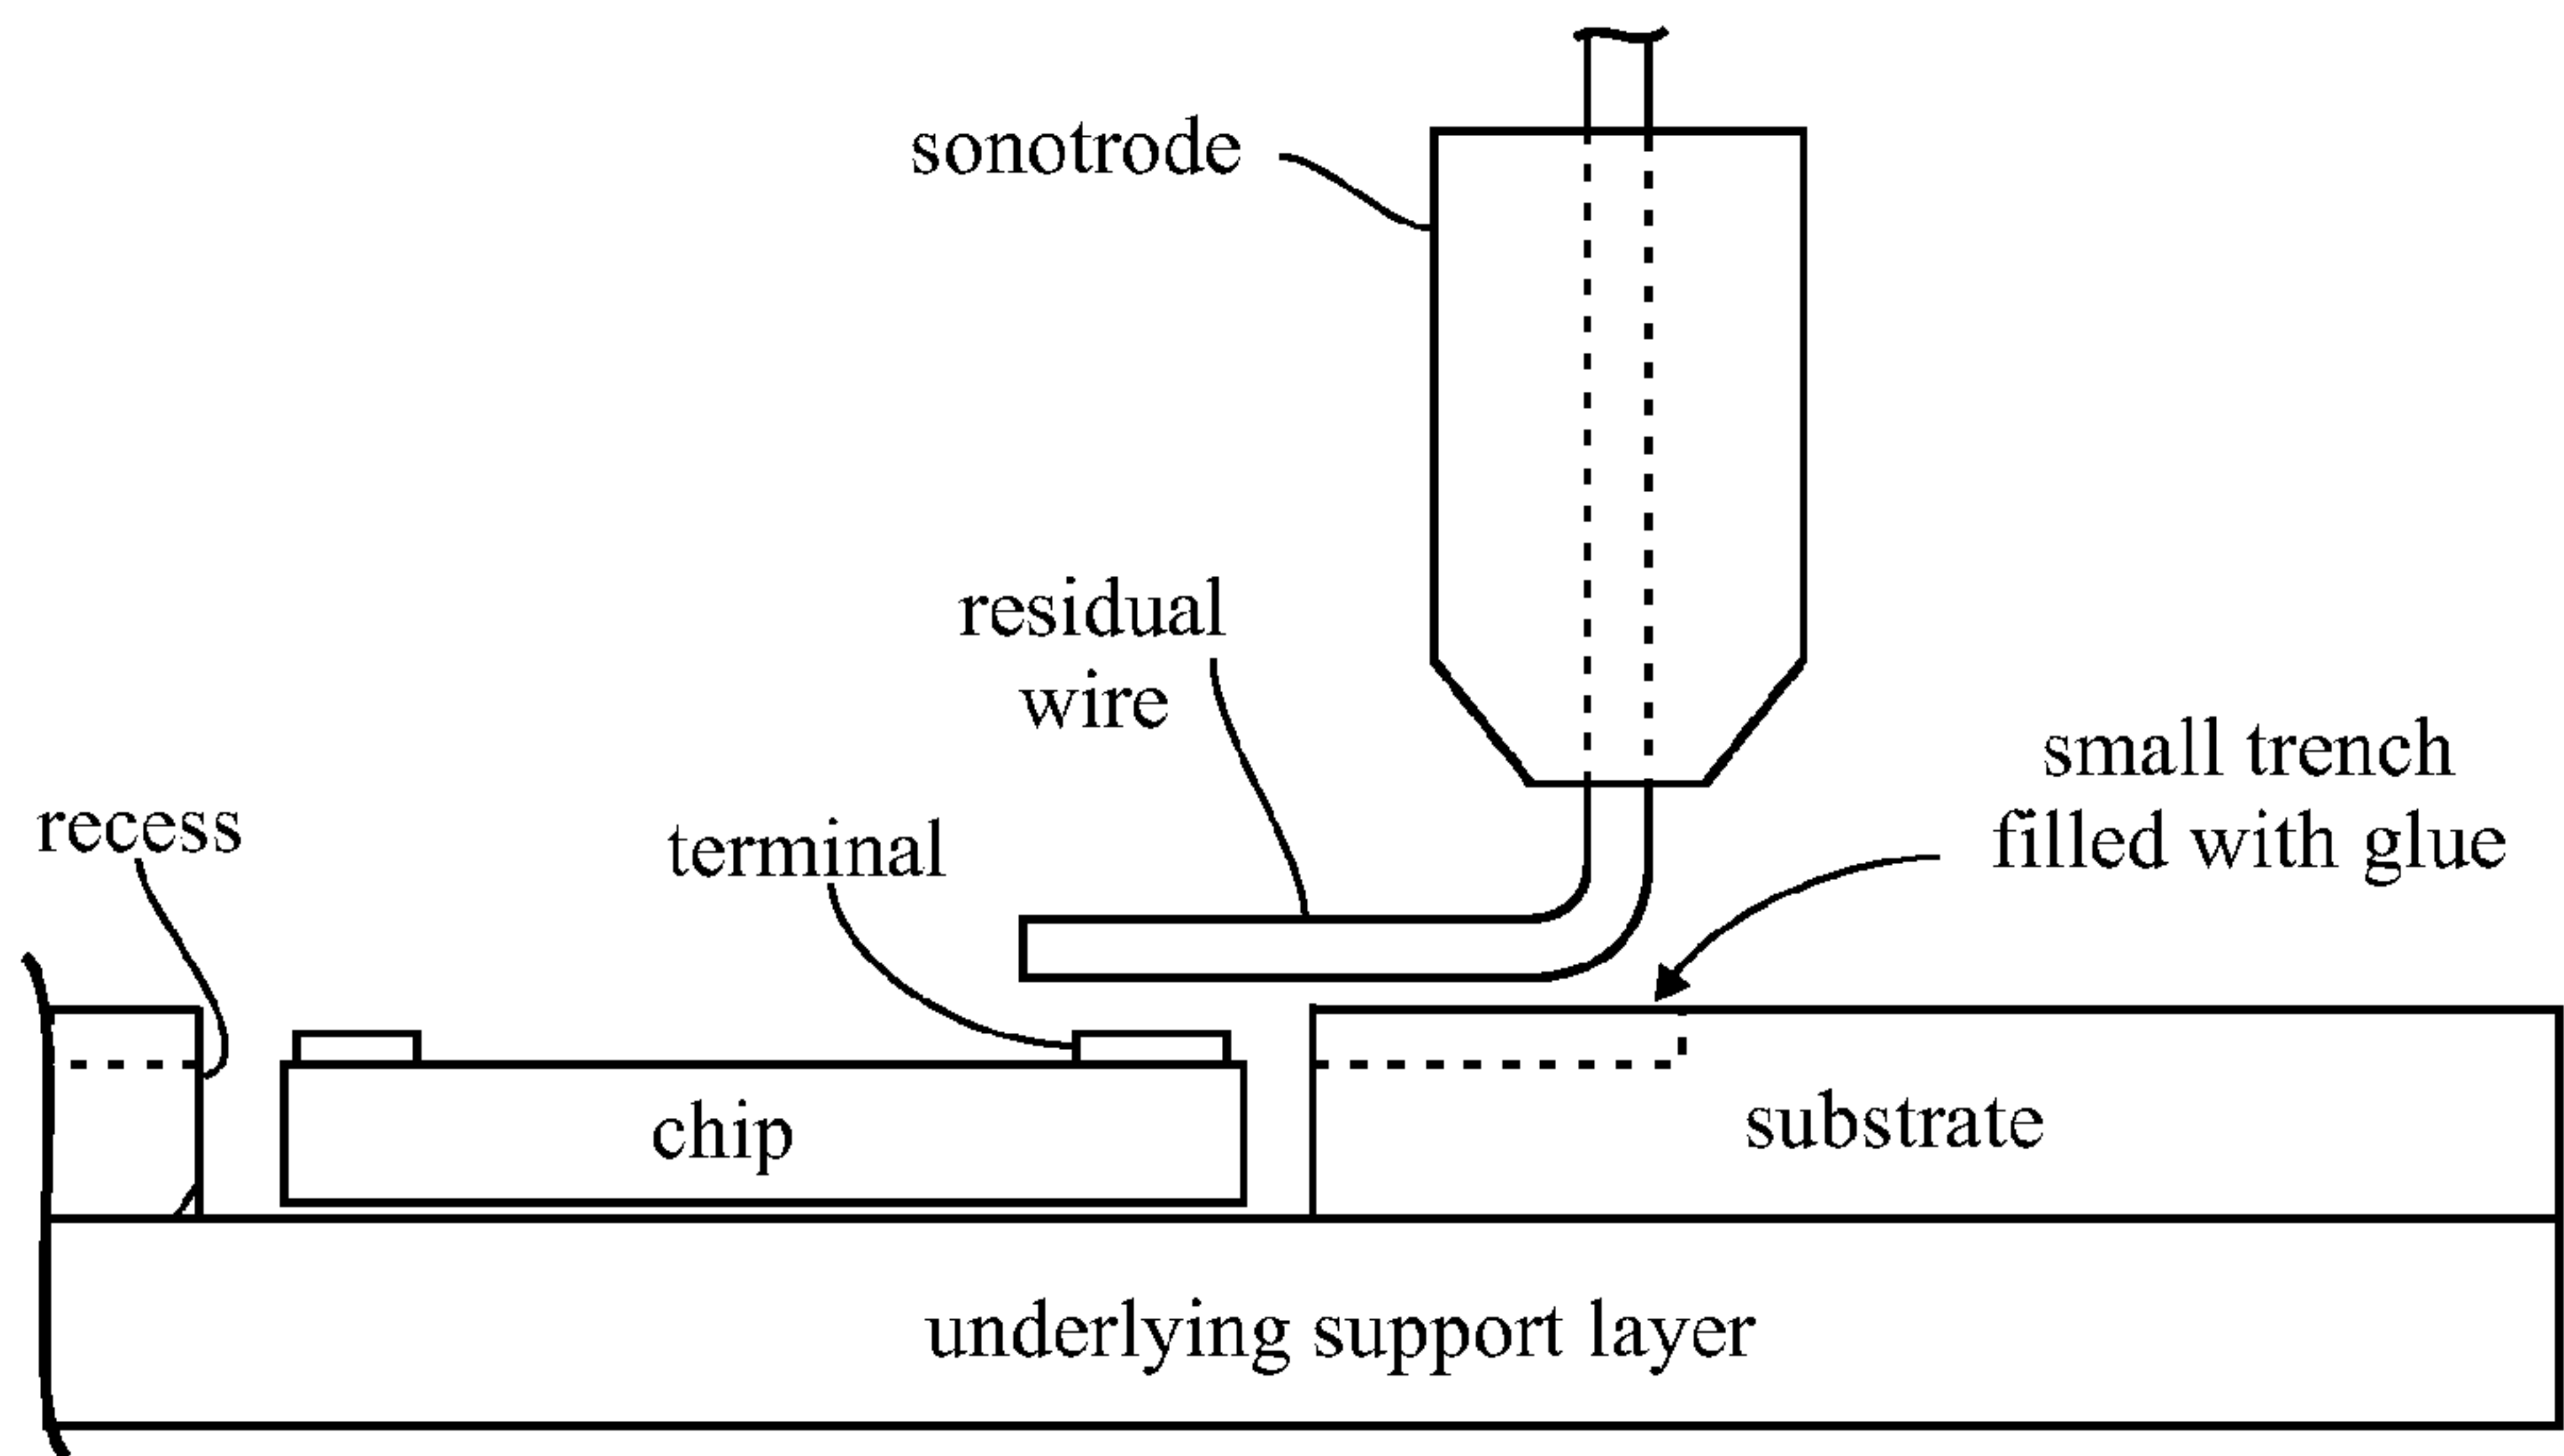 sonotrode
residual
wire
small trench
filled with glue
recess
terminal
chip
substrate
underlying support layer